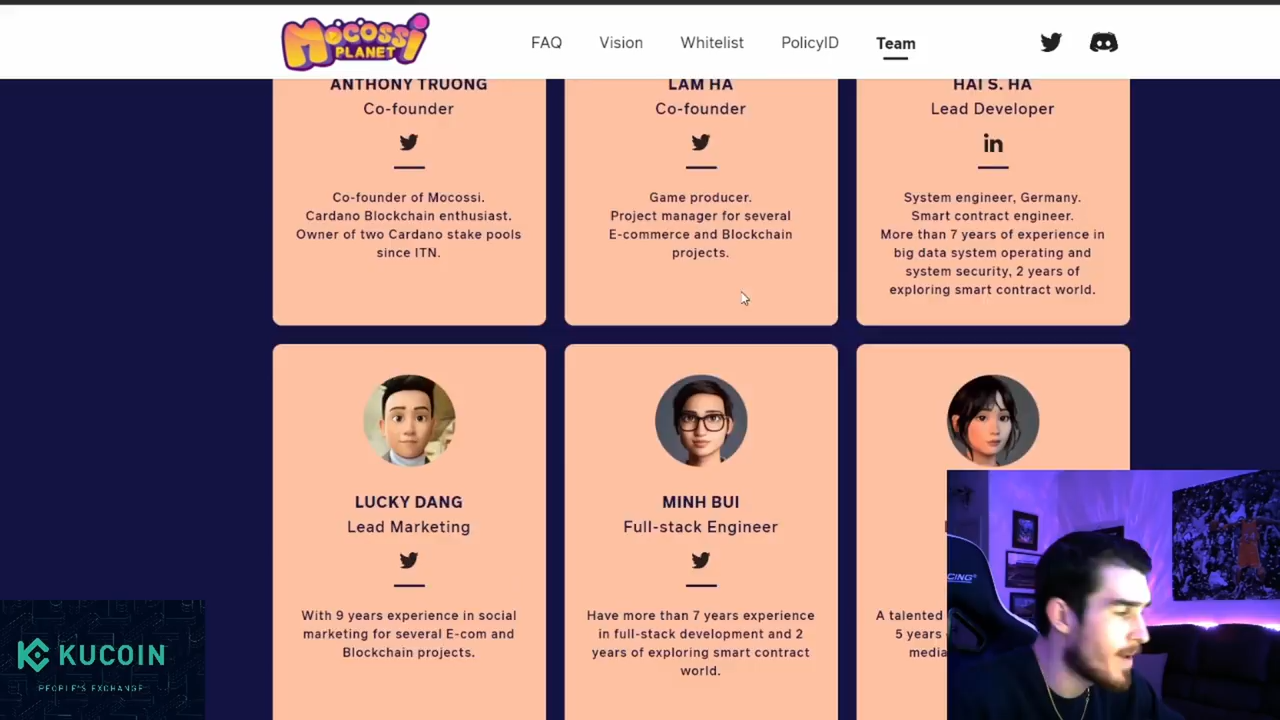 MOCOSSI
PLANET
FAQ
Vision
Whitelist
PolicyID
Team
ANTHONY TRUONG
Co-founder
Co-founder of Mocossi.
Cardano Blockchain enthusiast.
Owner of two Cardano stake pools
since ITN.
LAM HA
Co-founder
Game producer.
Project manager for several
E-commerce and Blockchain
projects.
HAI S. HA
Lead Developer
in
System engineer, Germany.
Smart contract engineer.
More than 7 years of experience in
big data system operating and
system security, 2 years of
exploring smart contract world.
LUCKY DANG
Lead Marketing
With 9 years experience in social
marketing for several E-com and
Blockchain projects.
MINH BUI
Full-stack Engineer
Have more than 7 years experience
in full-stack development and 2
years of exploring smart contract
world.
A talented
5 years
media
KUCOIN
PEOPLE'S EXCHANGE
CING